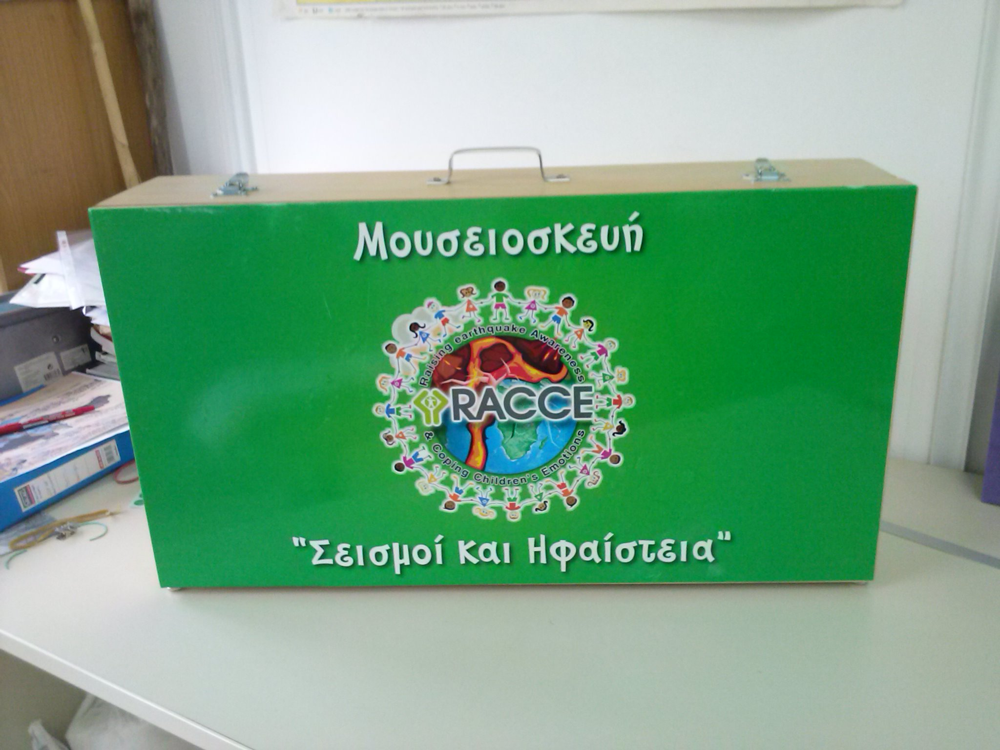 Μουσειοσκευή
Raising earthquake Awareness
RACCE
& Coping Children's Emotions
"Σεισμοί και Ηφαίστεια"